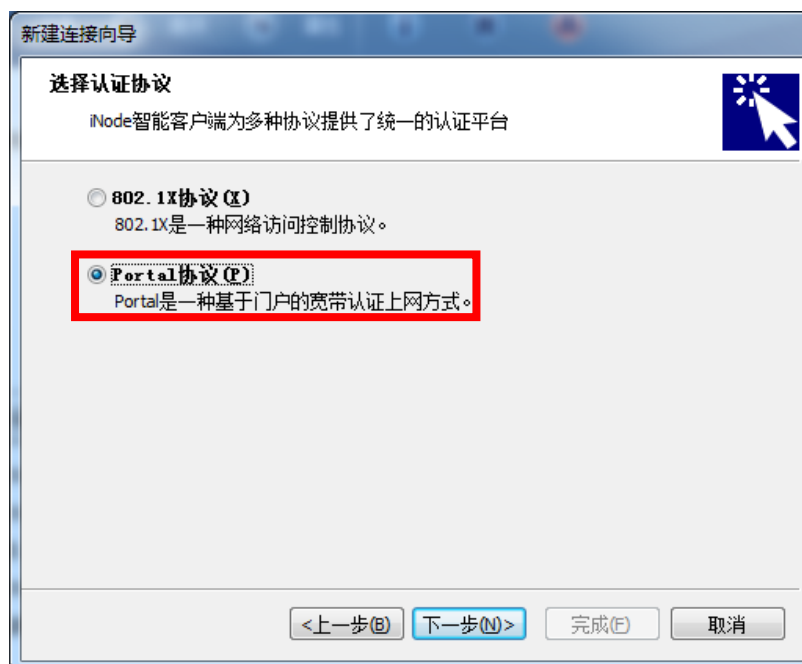 新建连接向导
选择认证协议
iNode智能客户端为多种协议提供了统一的认证平台
802.1X协议(X)
802.1X是一种网络访问控制协议。
Portal协议(P)
Portal是一种基于门户的宽带认证上网方式。
<上一步(B) 下一步(N)> 完成(F) 取消